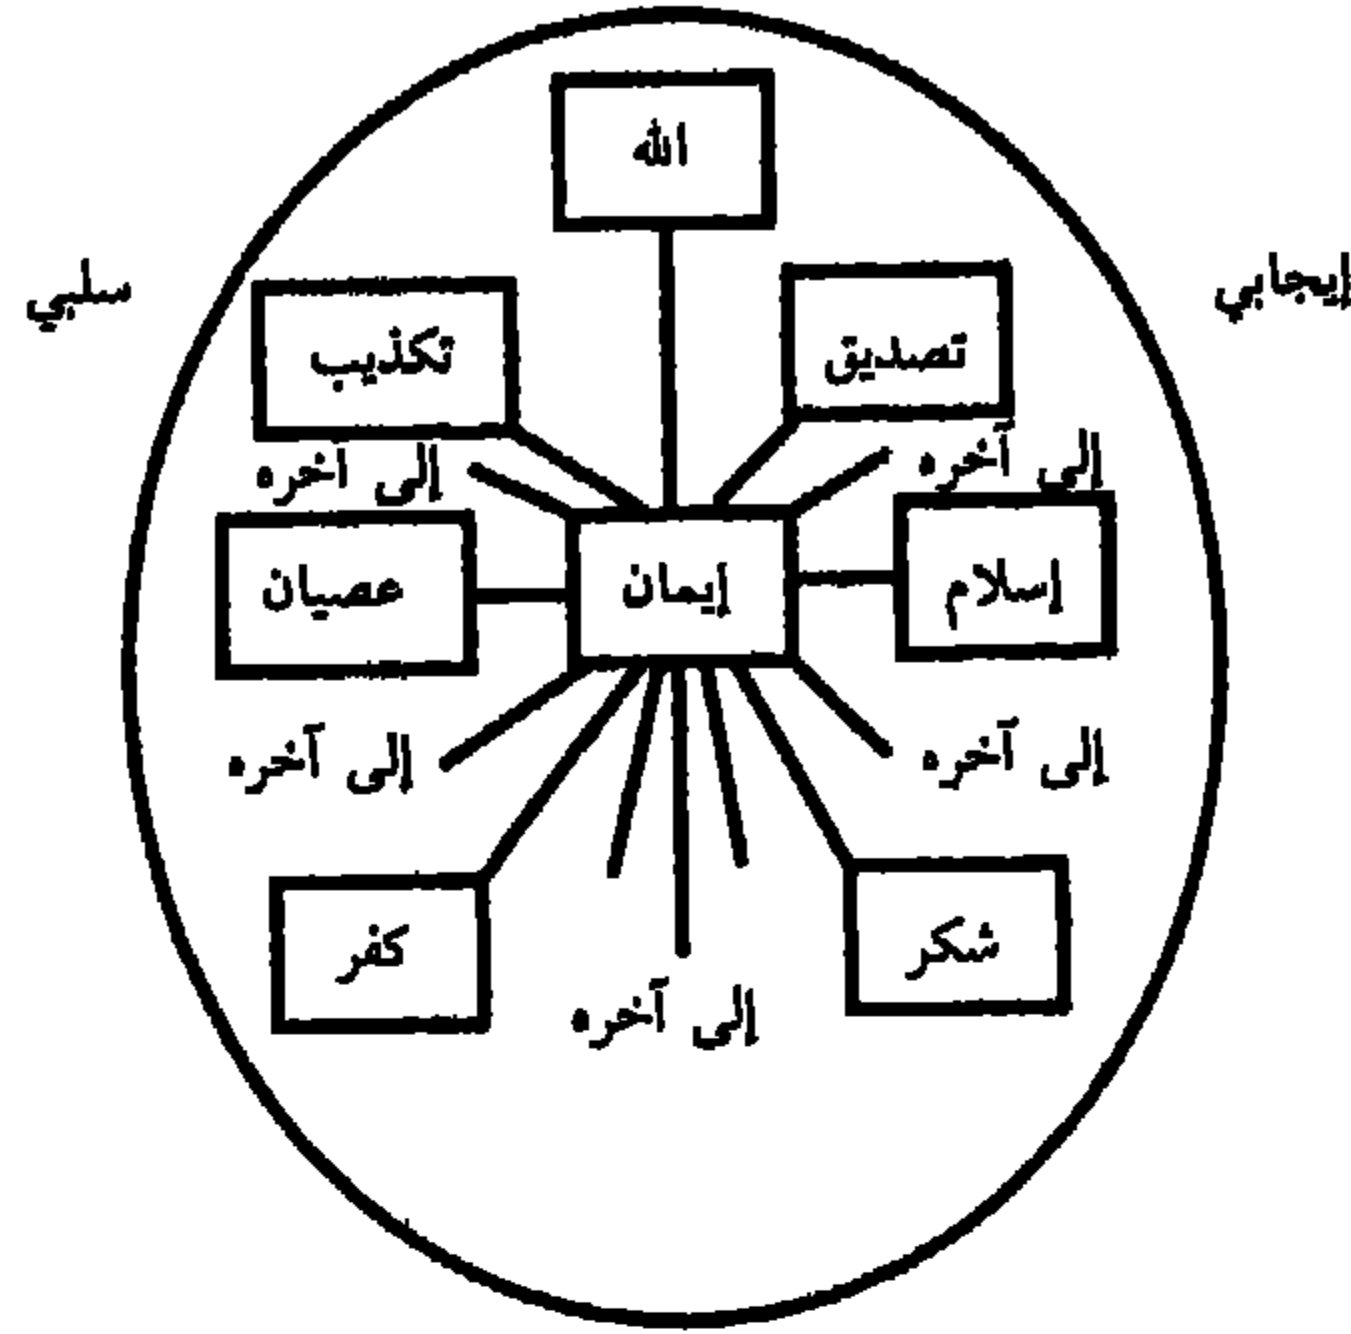 الله
إيجابي
سلبي
تصديق
تكذيب
إلى آخره
إلى آخره
إسلام
إيمان
عصيان
إلى آخره
إلى آخره
شكر
كفر
إلى آخره